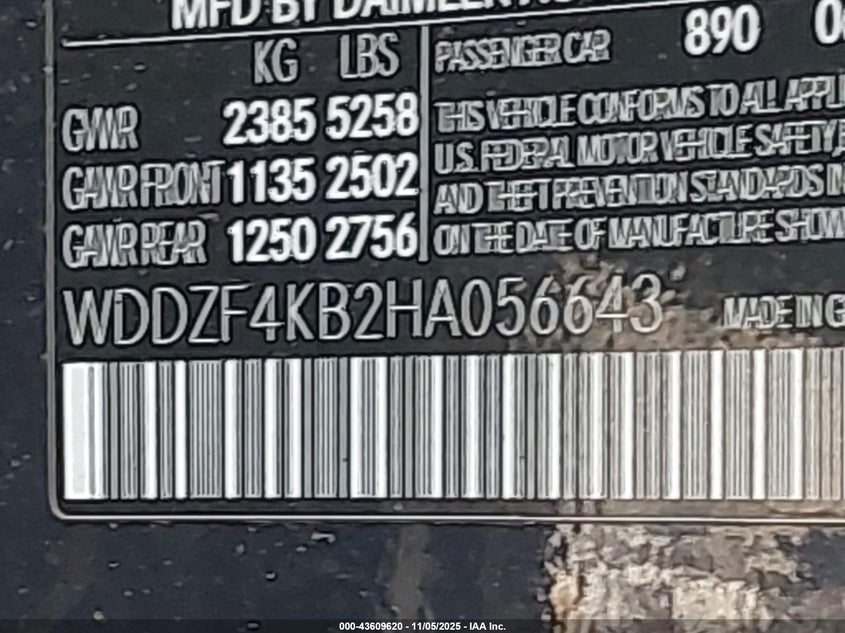 MFD BY DAIMLER
KG LBS
GVWR 2385 5258
GAWR FRONT 1135 2502
GAWR REAR 1250 2756
PASSENGER CAR 890
THIS VEHICLE CONFORMS TO ALL APPLI
U.S. FEDERAL MOTOR VEHICLE SAFETY,
AND THEFT PREVENTION STANDARDS IN
ON THE DATE OF MANUFACTURE SHOW
WDDZF4KB2HA056643 MADE IN G
000-43609620 - 11/05/2025 - IAA Inc.